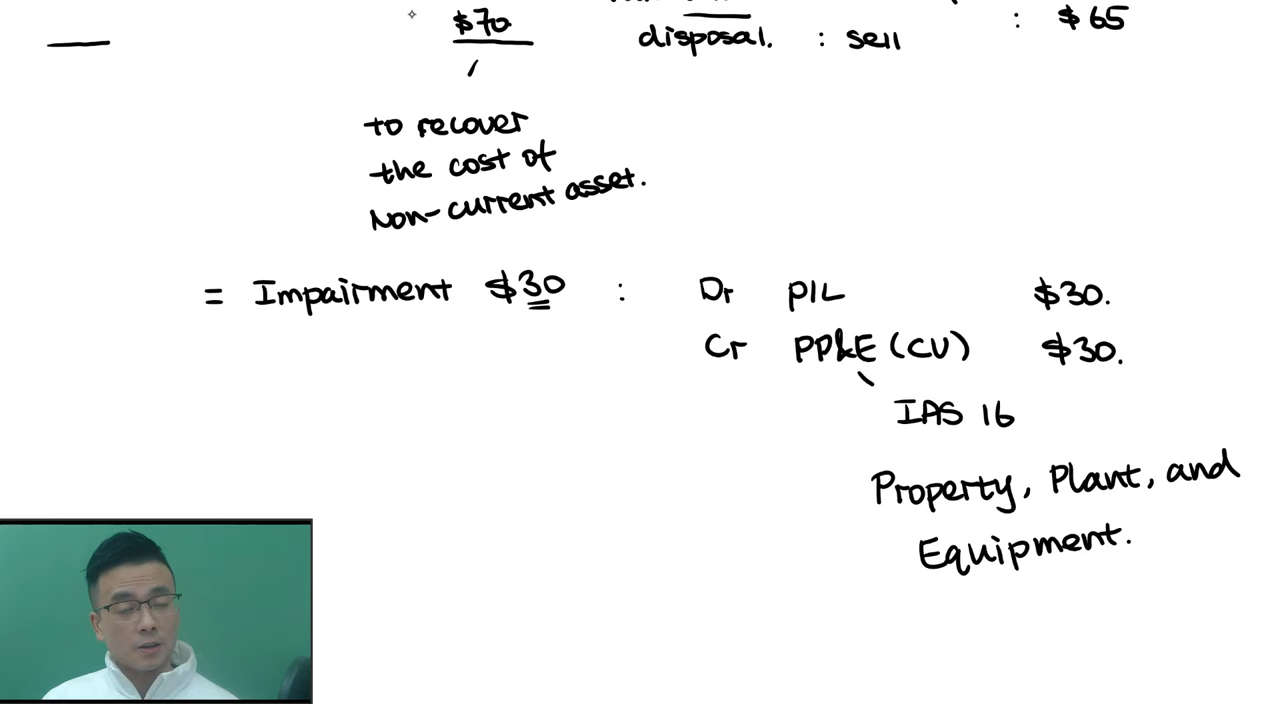 $70
: $65
disposal. : sell
to recover
the cost of
Non-current asset.
= Impairment $30 : Dr P/L $30.
Cr PP&E (CV) $30.
IAS 16
Property, Plant, and
Equipment.